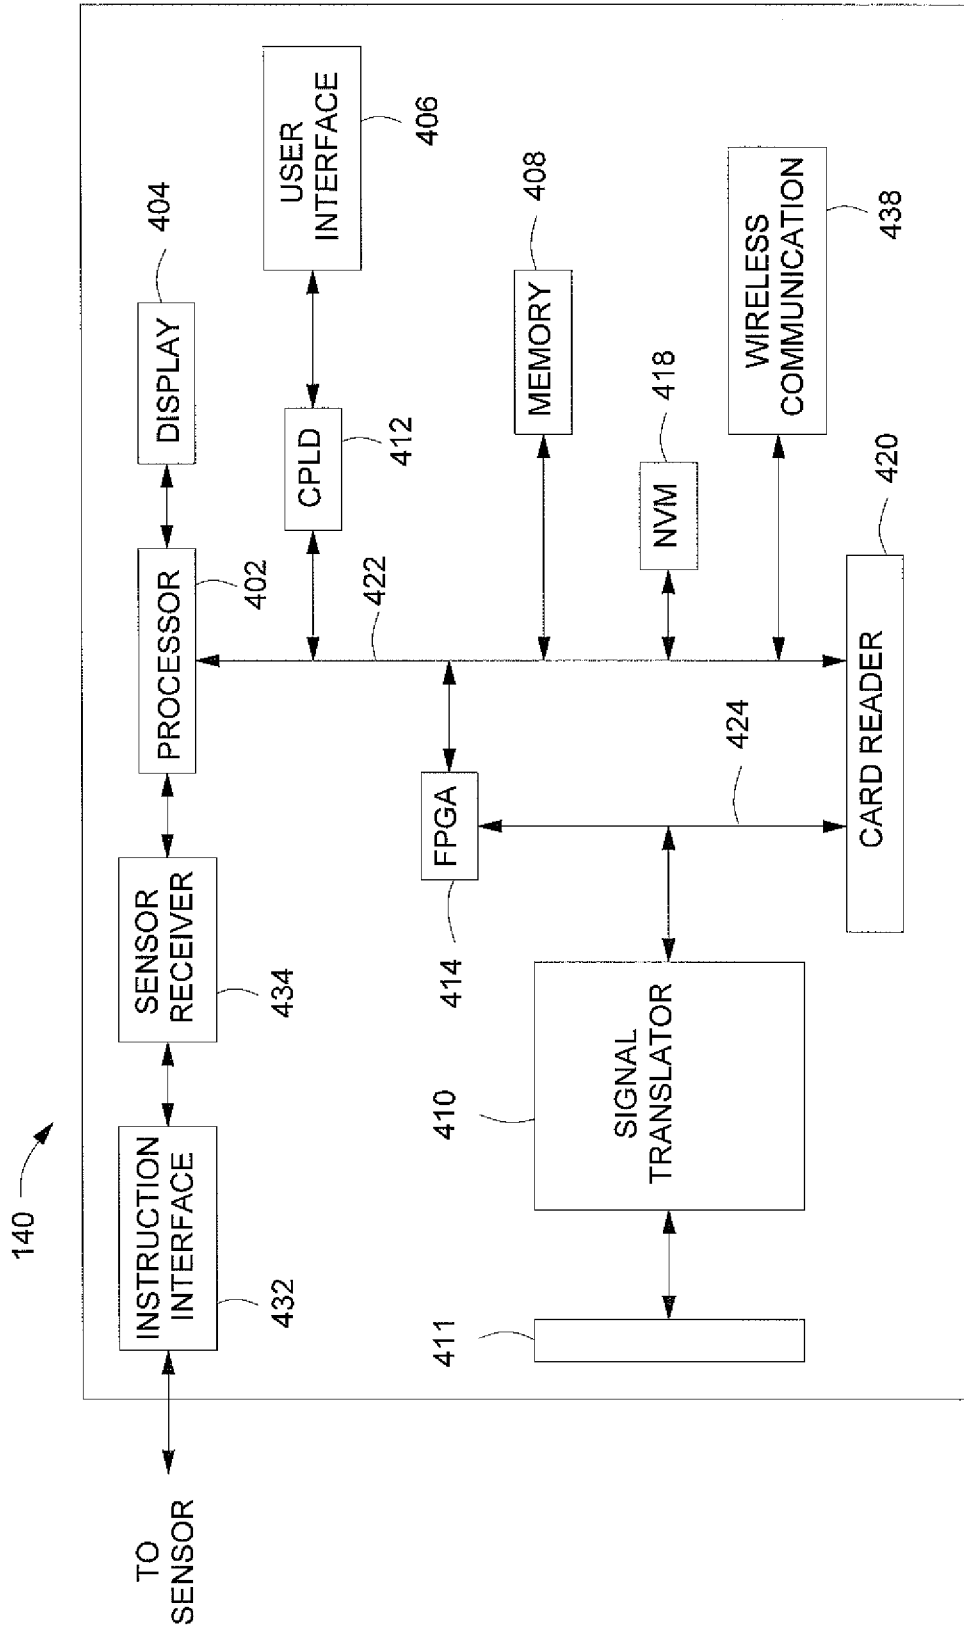 140
TO
SENSOR
INSTRUCTION
INTERFACE
432
SENSOR
RECEIVER
434
PROCESSOR
402
DISPLAY
404
CPLD
412
USER
INTERFACE
406
422
FPGA
414
MEMORY
408
411
SIGNAL
TRANSLATOR
410
424
NVM
418
WIRELESS
COMMUNICATION
438
CARD READER
420